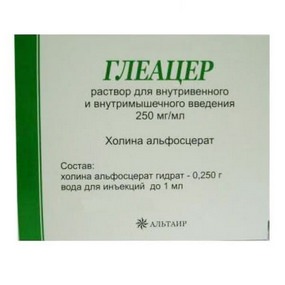 ГЛЕАЦЕР
раствор для внутривенного
и внутримышечного введения
250 мг/мл
Холина альфосцерат
Состав:
холина альфосцерат гидрат - 0,250 г
вода для инъекций до 1 мл
АЛЬТАИР